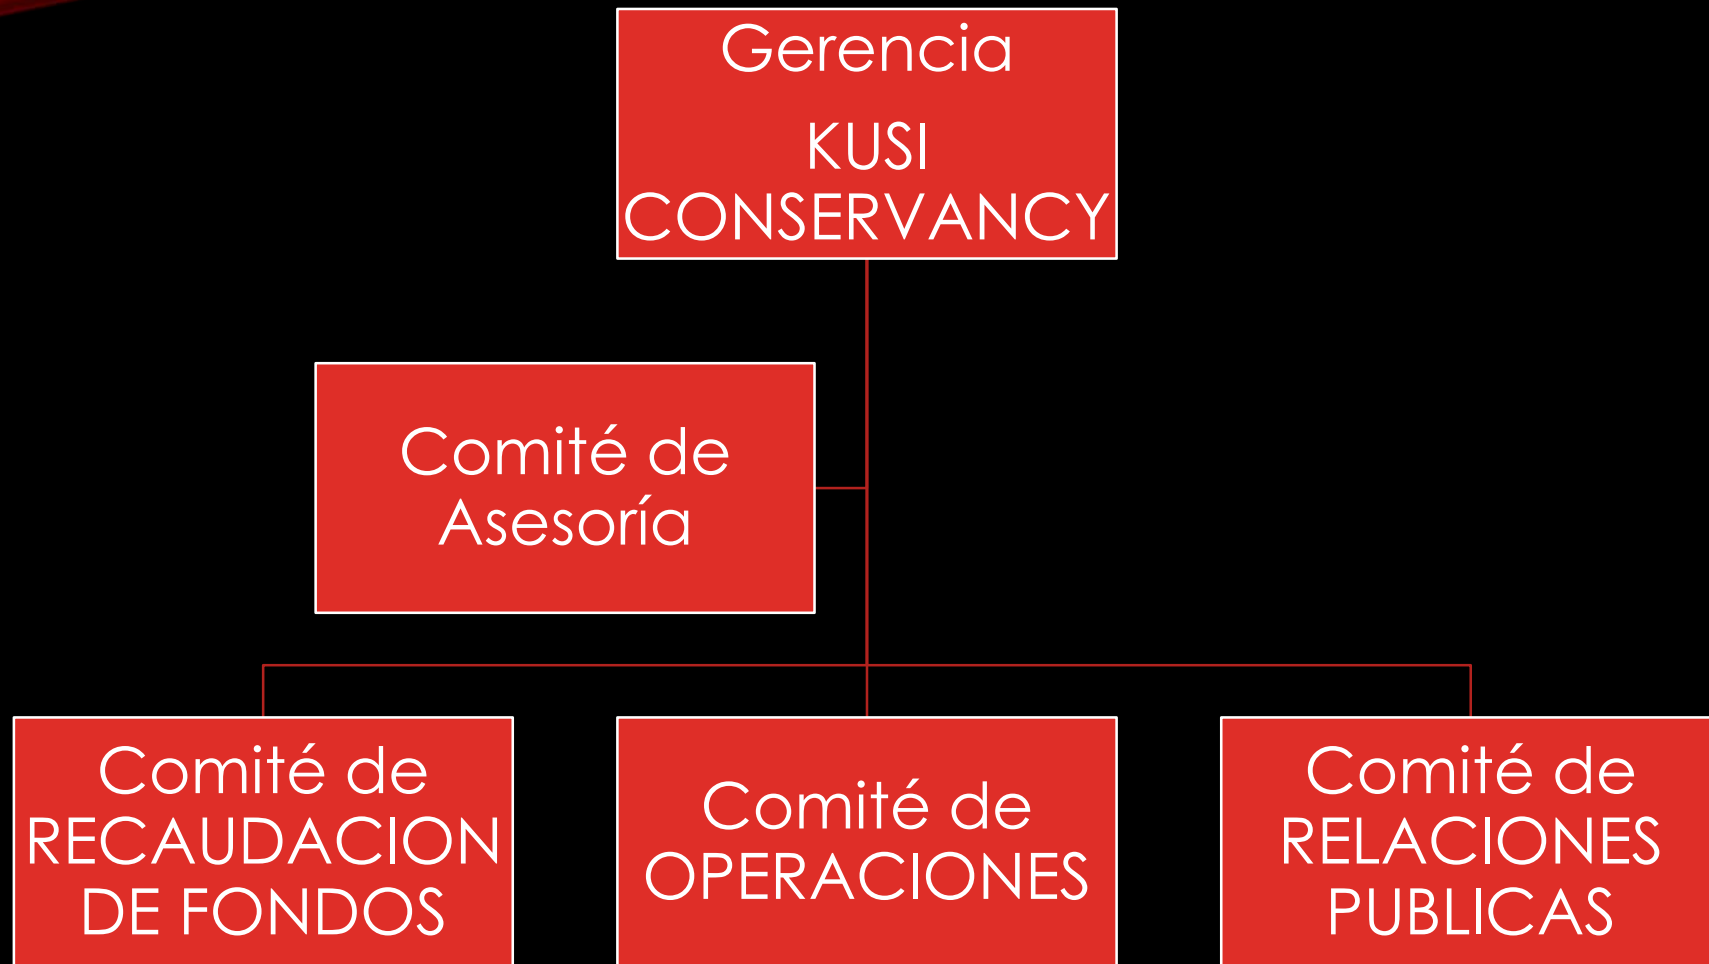 Gerencia
KUSI
CONSERVANCY
Comité de
Asesoría
Comité de
RECAUDACION
DE FONDOS
Comité de
OPERACIONES
Comité de
RELACIONES
PUBLICAS